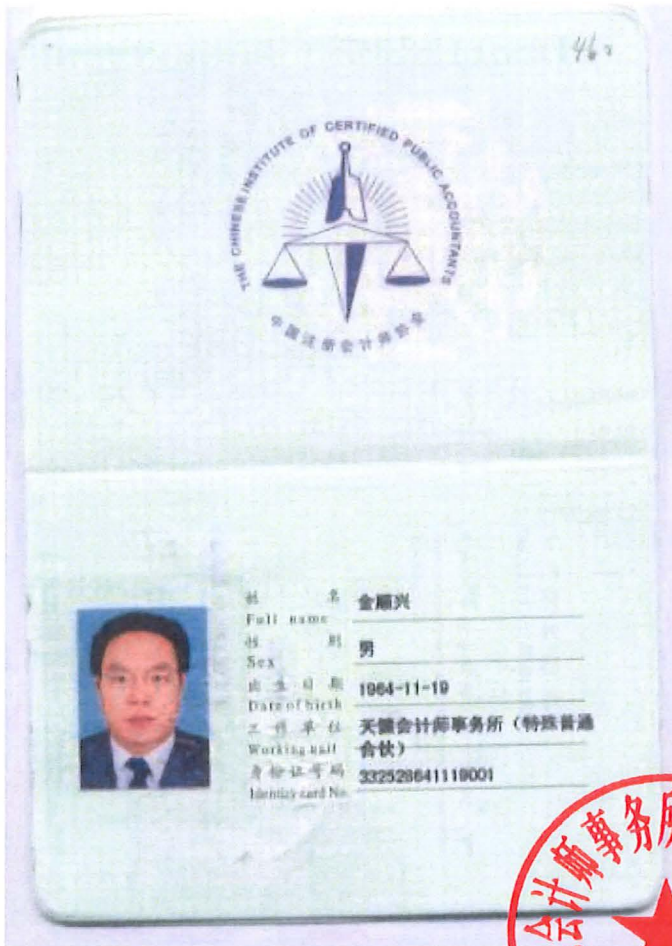 THE CHINESE INSTITUTE OF CERTIFIED PUBLIC ACCOUNTANTS
中国注册会计师协会
姓 名 金顺兴
Full name
性 别 男
Sex
出生日期 1964-11-19
Date of birth
工作单位 天健会计师事务所（特殊普通
Working unit 合伙）
身份证号码 332528641119001
Identity card No.
会计师事务所